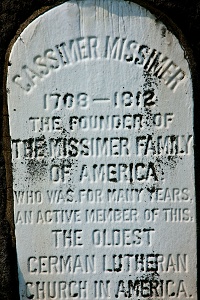 CASSIMER MISSIMER
1708—1812
THE FOUNDER OF
THE MISSIMER FAMILY
OF AMERICA
WHO WAS, FOR MANY YEARS,
AN ACTIVE MEMBER OF THIS,
THE OLDEST
GERMAN LUTHERAN
CHURCH IN AMERICA.